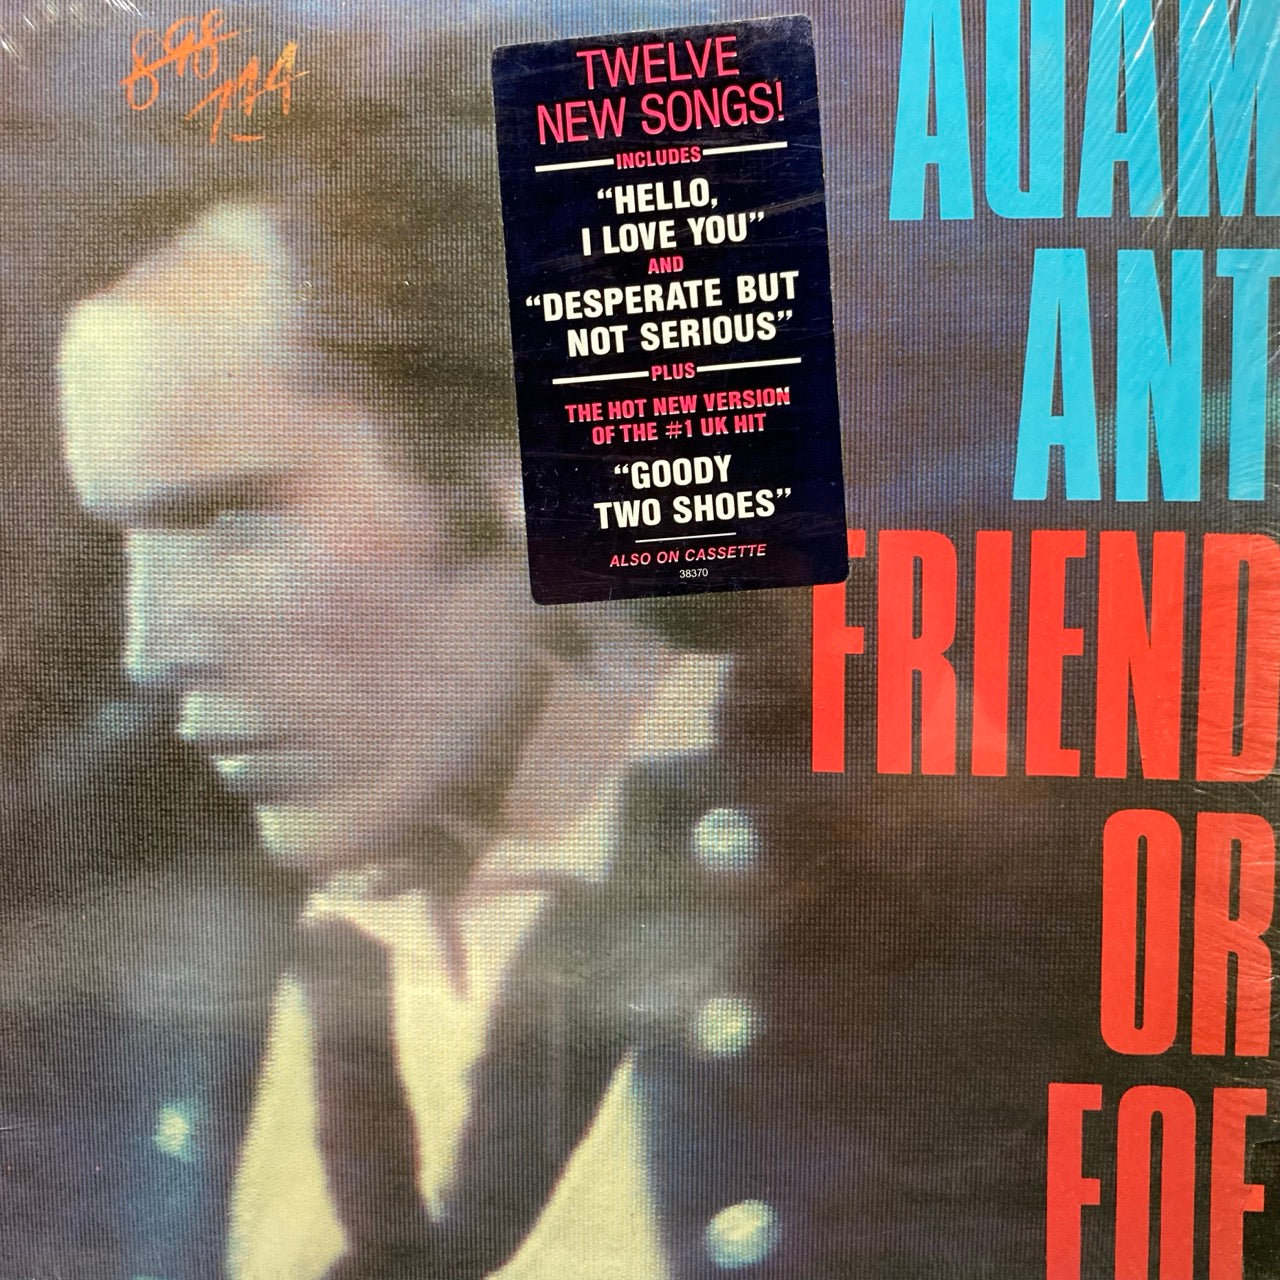 TWELVE
NEW SONGS!
INCLUDES
“HELLO,
I LOVE YOU”
AND
“DESPERATE BUT
NOT SERIOUS”
PLUS
THE HOT NEW VERSION
OF THE #1 UK HIT
“GOODY
TWO SHOES”
ALSO ON CASSETTE
38370
ADAM
ANT
FRIEND
OR
FOE